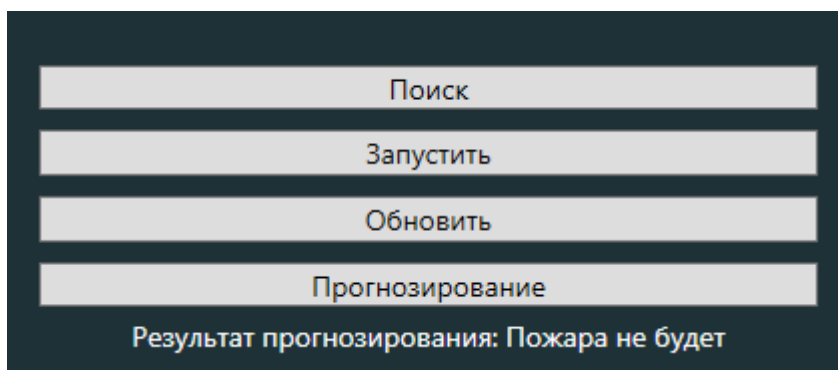 Поиск
Запустить
Обновить
Прогнозирование
Результат прогнозирования: Пожара не будет